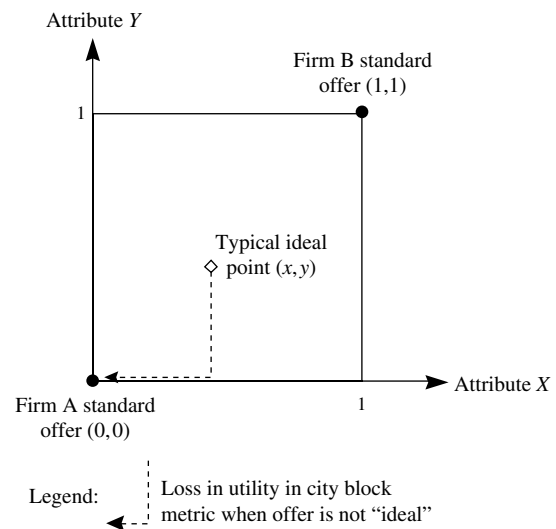 Attribute Y
Firm B standard
offer (1,1)
1
Typical ideal
point (x,y)
Attribute X
Firm A standard
offer (0,0)
1
Legend:
Loss in utility in city block
metric when offer is not “ideal”